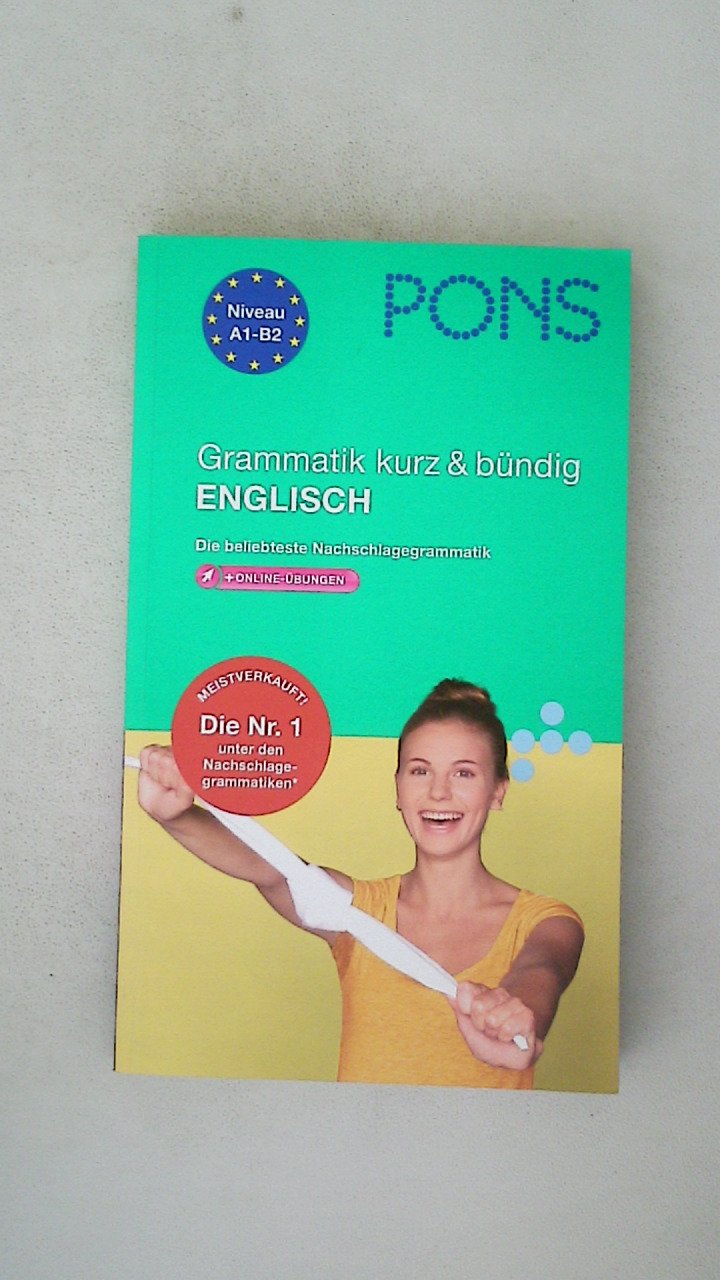 Niveau
A1-B2
PONS
Grammatik kurz & bündig
ENGLISCH
Die beliebteste Nachschlagegrammatik
+ONLINE-ÜBUNGEN
MEISTVERKAUFT!
Die Nr. 1
unter den
Nachschlage-
grammatiken*